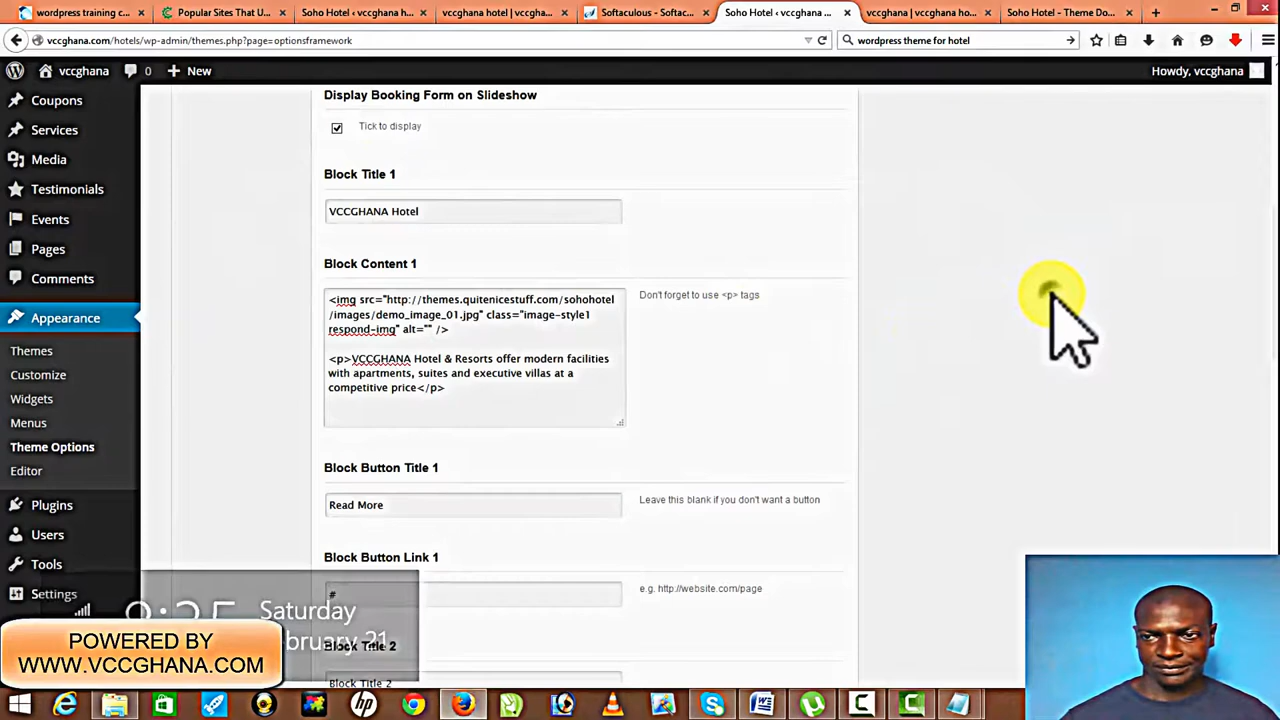 wordpress training c...
Popular Sites That U...
Soho Hotel ‹ vccghana h...
vccghana hotel | vccgha...
Softaculous - Softac...
Soho Hotel ‹ vccghana ...
vccghana | vccghana ho...
Soho Hotel – Theme Do...
vccghana.com/hotels/wp-admin/themes.php?page=optionsframework
wordpress theme for hotel
vccghana
0
New
Howdy, vccghana
Coupons
Services
Media
Testimonials
Events
Pages
Comments
Appearance
Themes
Customize
Widgets
Menus
Theme Options
Editor
Plugins
Users
Tools
Settings
Display Booking Form on Slideshow
Tick to display
Block Title 1
VCCGHANA Hotel
Block Content 1
<img src="http://themes.quitenicestuff.com/sohohotel
/images/demo_image_01.jpg" class="image-style1
respond-img" alt="" />
<p>VCCGHANA Hotel & Resorts offer modern facilities
with apartments, suites and executive villas at a
competitive price</p>
Don't forget to use <p> tags
Block Button Title 1
Read More
Leave this blank if you don't want a button
Block Button Link 1
#
e.g. http://website.com/page
Block Title 2
Block Title 2
Saturday
bruary 21
POWERED BY
WWW.VCCGHANA.COM